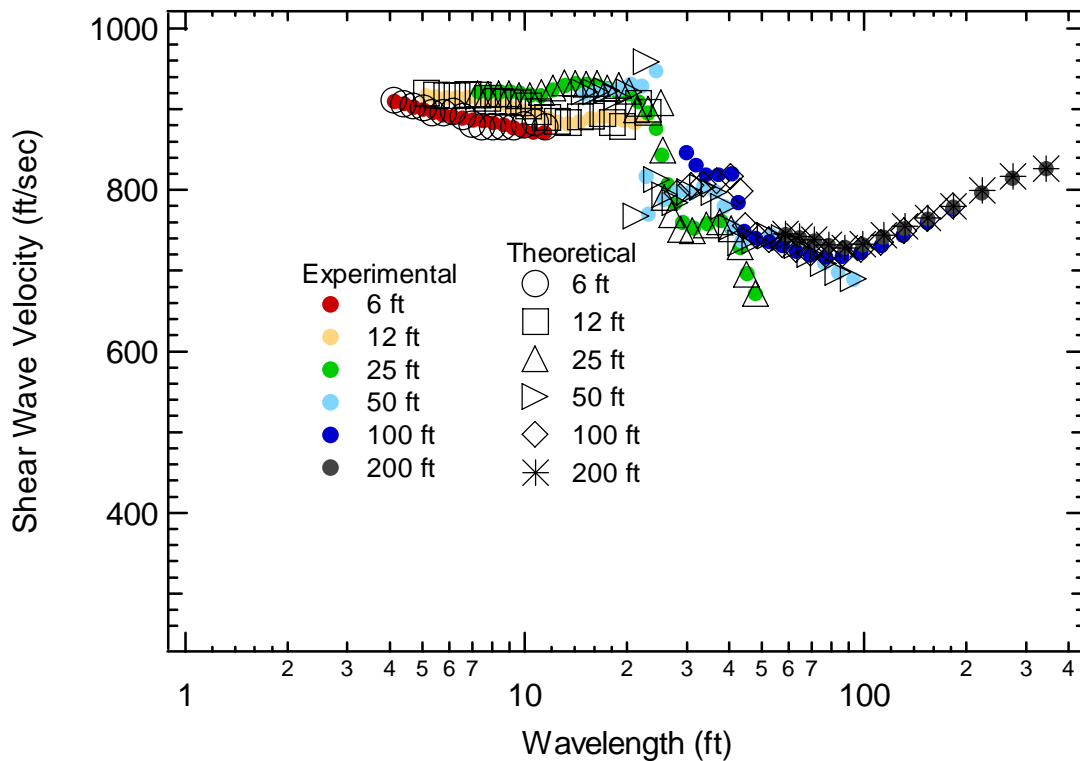 1000
800
600
400
Shear Wave Velocity (ft/sec)
Experimental
6 ft
12 ft
25 ft
50 ft
100 ft
200 ft
Theoretical
6 ft
12 ft
25 ft
50 ft
100 ft
200 ft
2 3 4 5 6 7 2 3 4 5 6 7 2 3 4
1 10 100
Wavelength (ft)